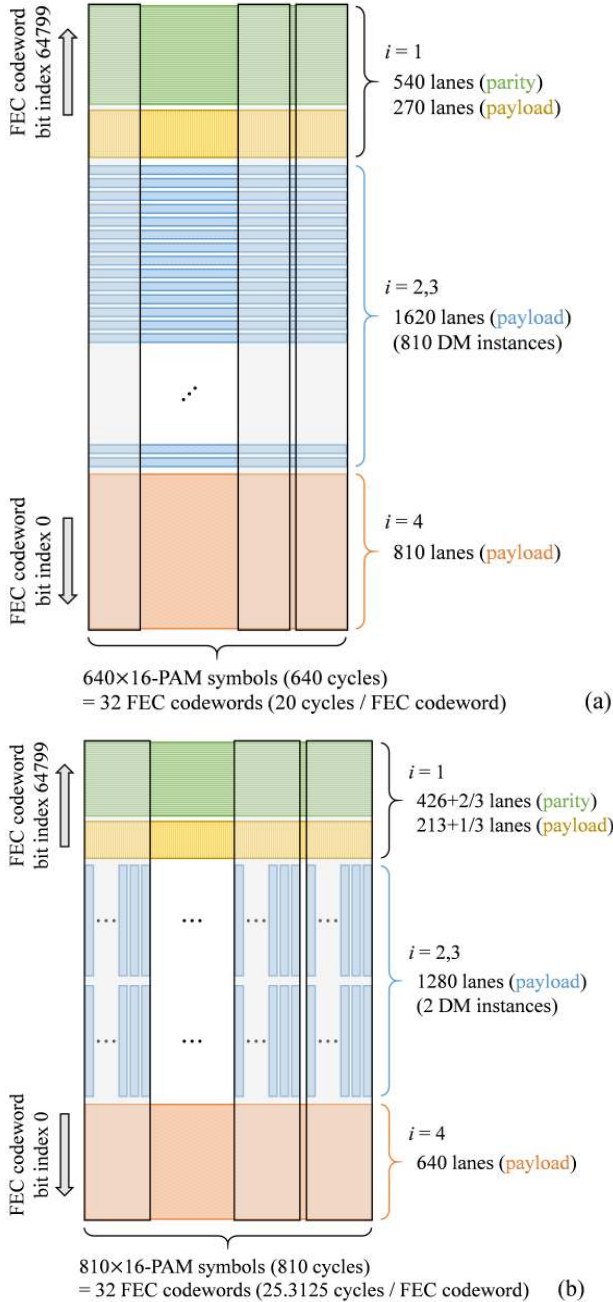 FEC codeword
bit index 64799
i = 1
540 lanes (parity)
270 lanes (payload)
i = 2,3
1620 lanes (payload)
(810 DM instances)
FEC codeword
bit index 0
i = 4
810 lanes (payload)
640×16-PAM symbols (640 cycles)
= 32 FEC codewords (20 cycles / FEC codeword)
(a)
FEC codeword
bit index 64799
i = 1
426+2/3 lanes (parity)
213+1/3 lanes (payload)
i = 2,3
1280 lanes (payload)
(2 DM instances)
FEC codeword
bit index 0
i = 4
640 lanes (payload)
810×16-PAM symbols (810 cycles)
= 32 FEC codewords (25.3125 cycles / FEC codeword)
(b)